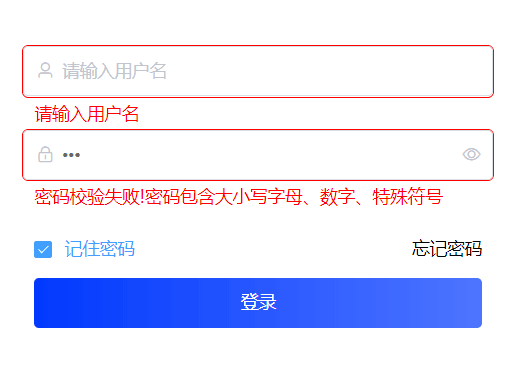 请输入用户名
请输入用户名
•••
密码校验失败!密码包含大小写字母、数字、特殊符号
记住密码
忘记密码
登录